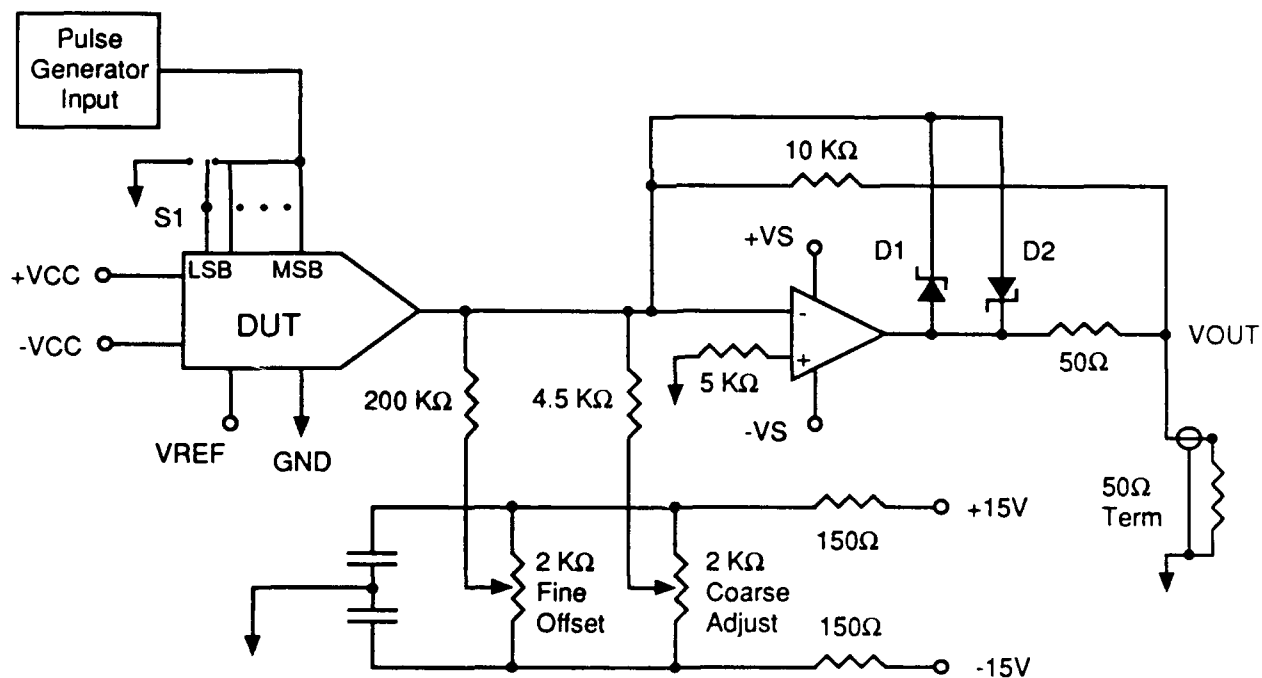 Pulse
Generator
Input
10 KΩ
S1
+VS
D1
D2
LSB
MSB
+VCC
DUT
-
VOUT
-VCC
+
50Ω
5 KΩ
200 KΩ
4.5 KΩ
-VS
VREF
GND
50Ω
Term
+15V
150Ω
2 KΩ
Fine
Offset
2 KΩ
Coarse
Adjust
150Ω
-15V